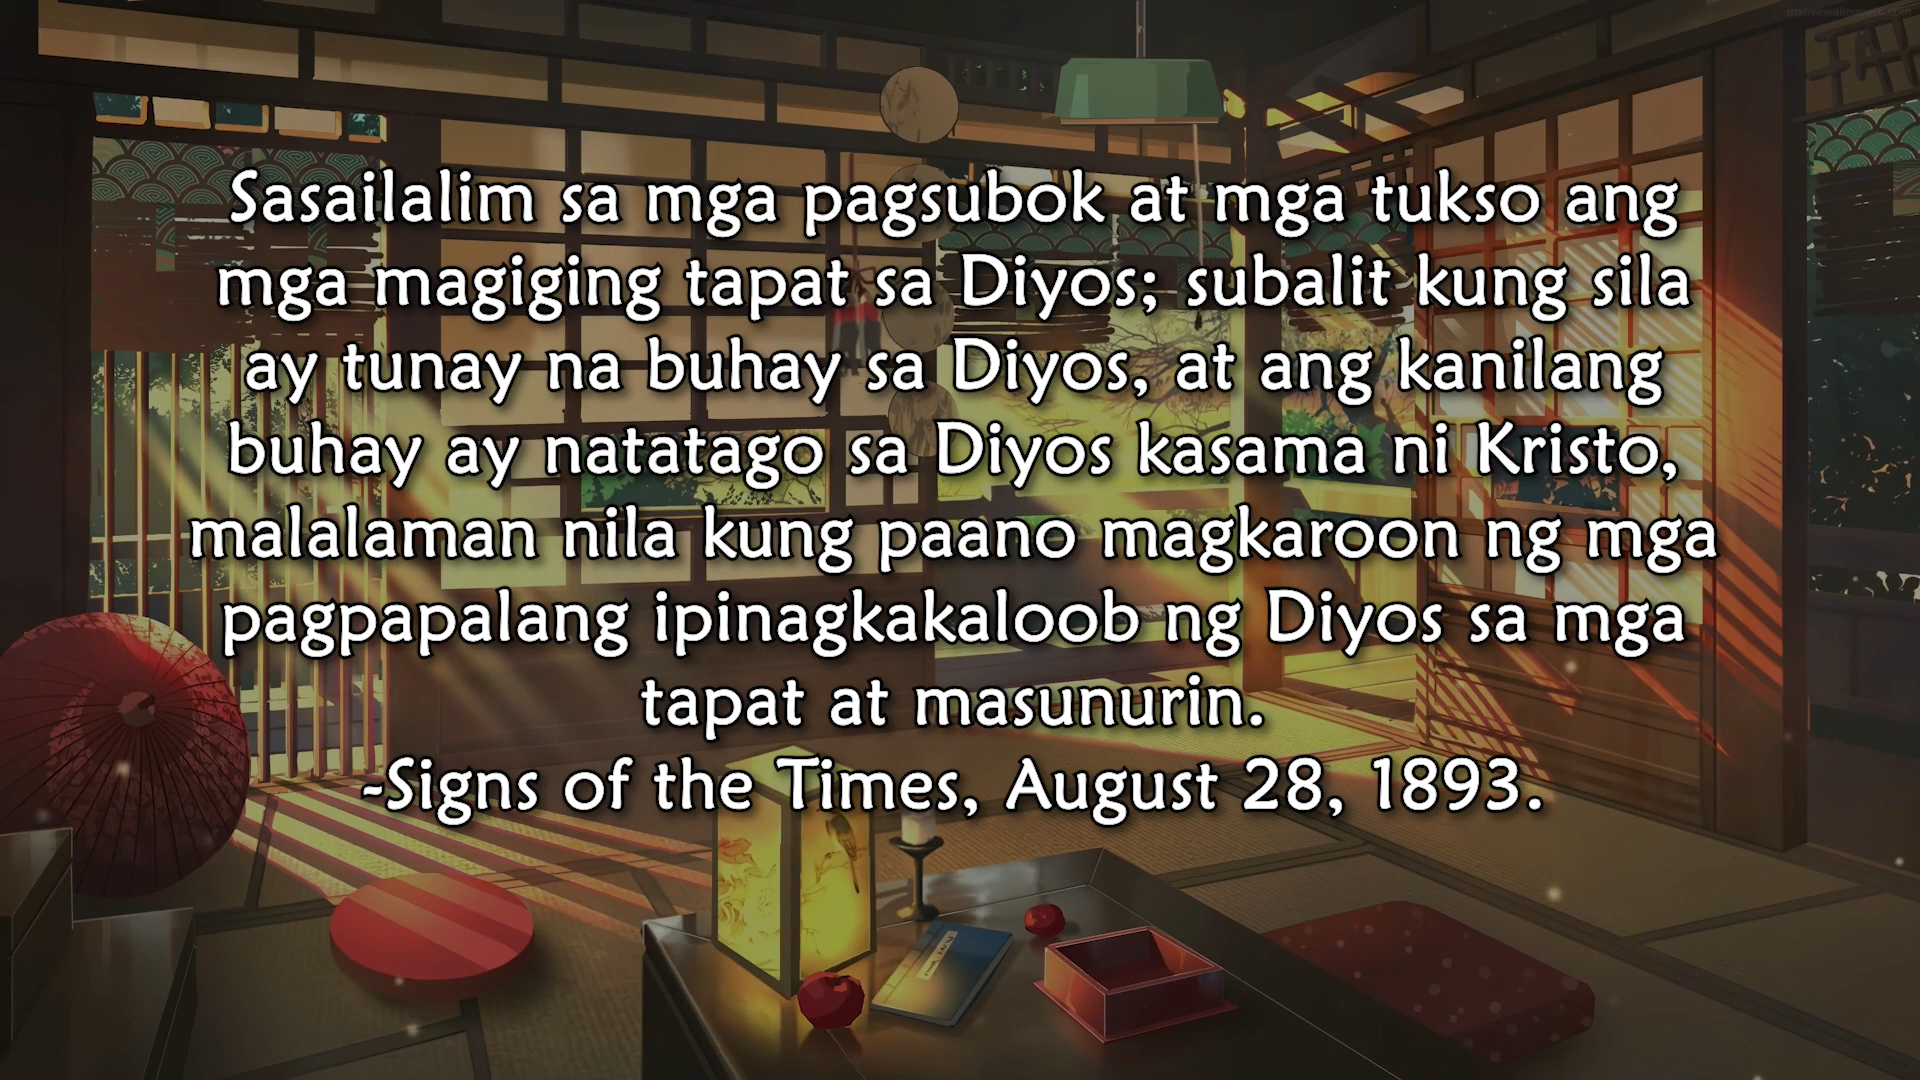 Sasailalim sa mga pagsubok at mga tukso ang
mga magiging tapat sa Diyos; subalit kung sila
ay tunay na buhay sa Diyos, at ang kanilang
buhay ay natatago sa Diyos kasama ni Kristo,
malalaman nila kung paano magkaroon ng mga
pagpapalang ipinagkakaloob ng Diyos sa mga
tapat at masunurin.
-Signs of the Times, August 28, 1893.